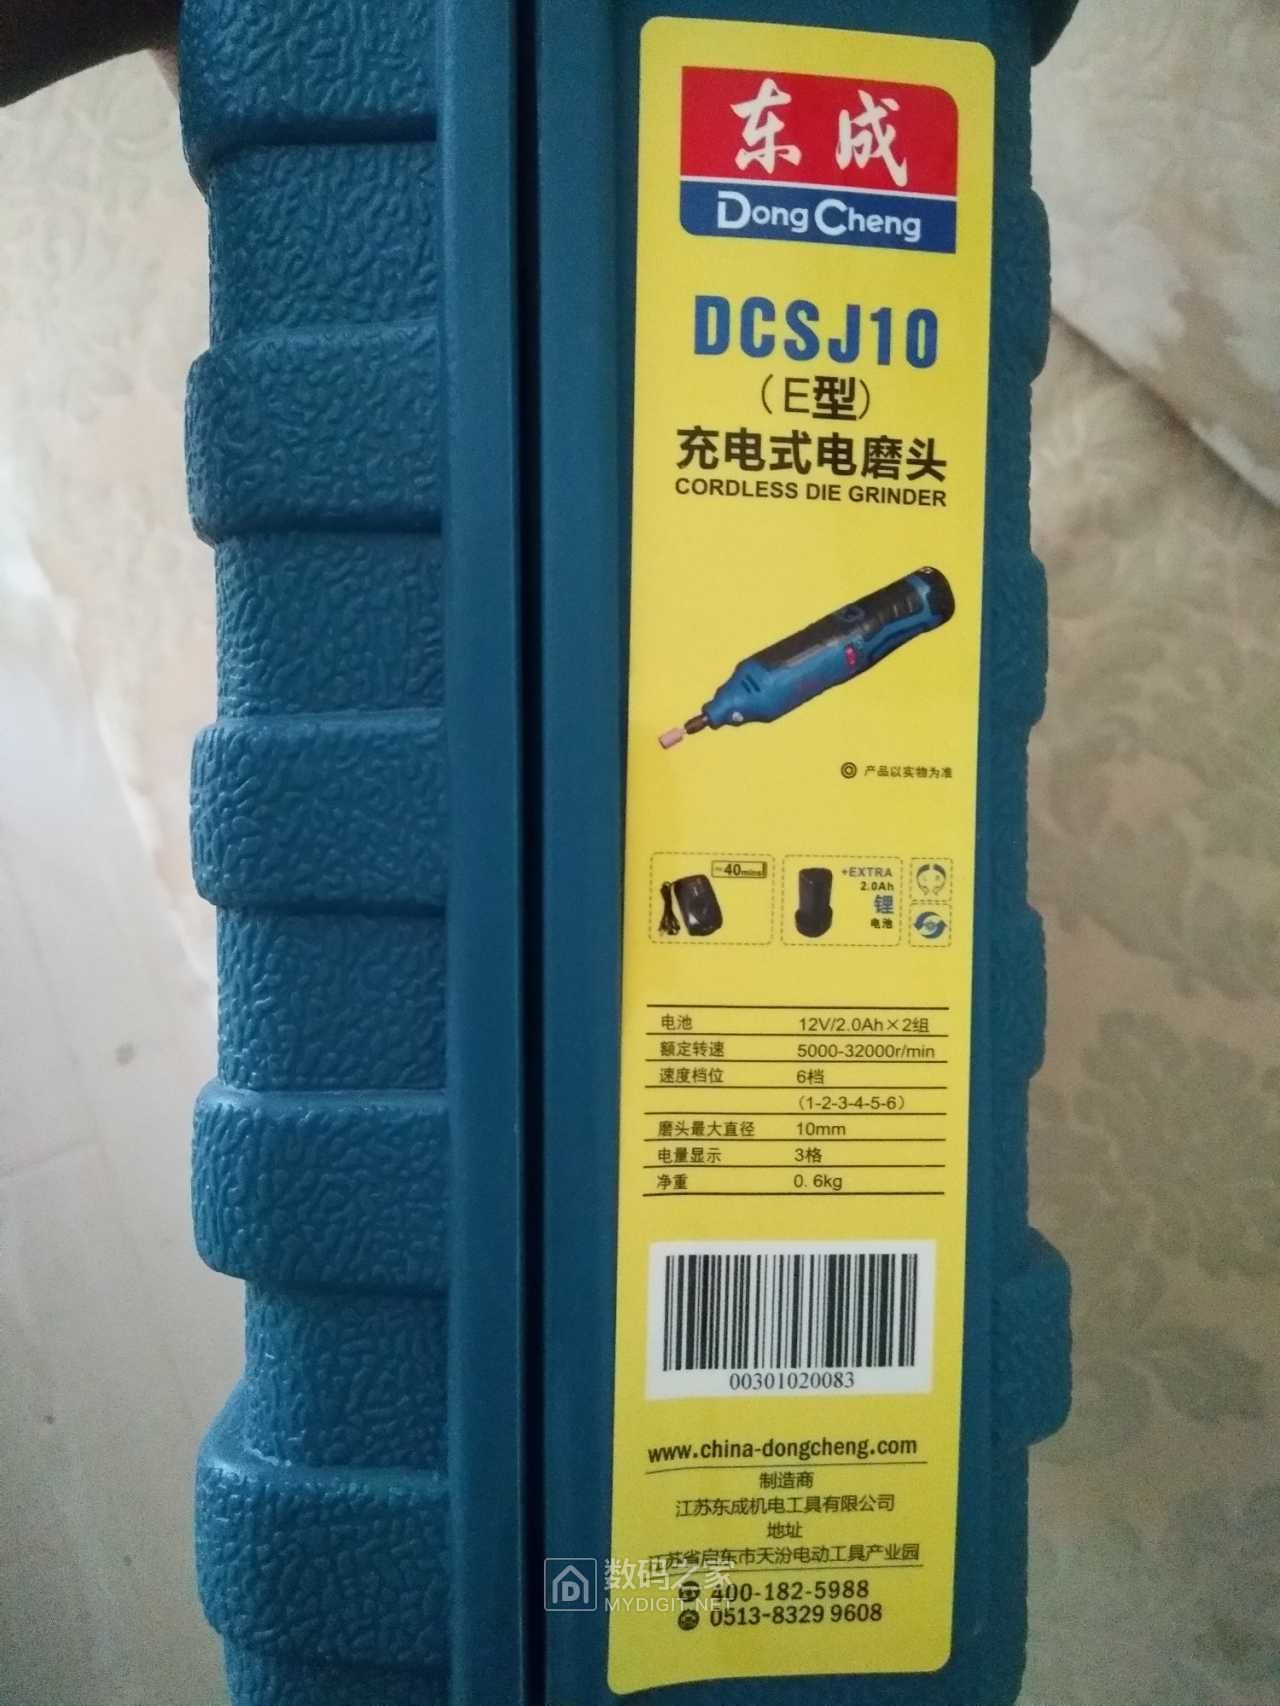 东成
DongCheng
DCSJ10
（E型）
充电式电磨头
CORDLESS DIE GRINDER
产品以实物为准
~40mins
+EXTRA
2.0Ah
锂
电池
电池 12V/2.0Ah×2组
额定转速 5000-32000r/min
速度档位 6档
（1-2-3-4-5-6）
磨头最大直径 10mm
电量显示 3格
净重 0.6kg
00301020083
www.china-dongcheng.com
制造商
江苏东成机电工具有限公司
地址
江苏省启东市天汾电动工具产业园
400-182-5988
0513-8329 9608
数码之家
MYDIGIT.NET